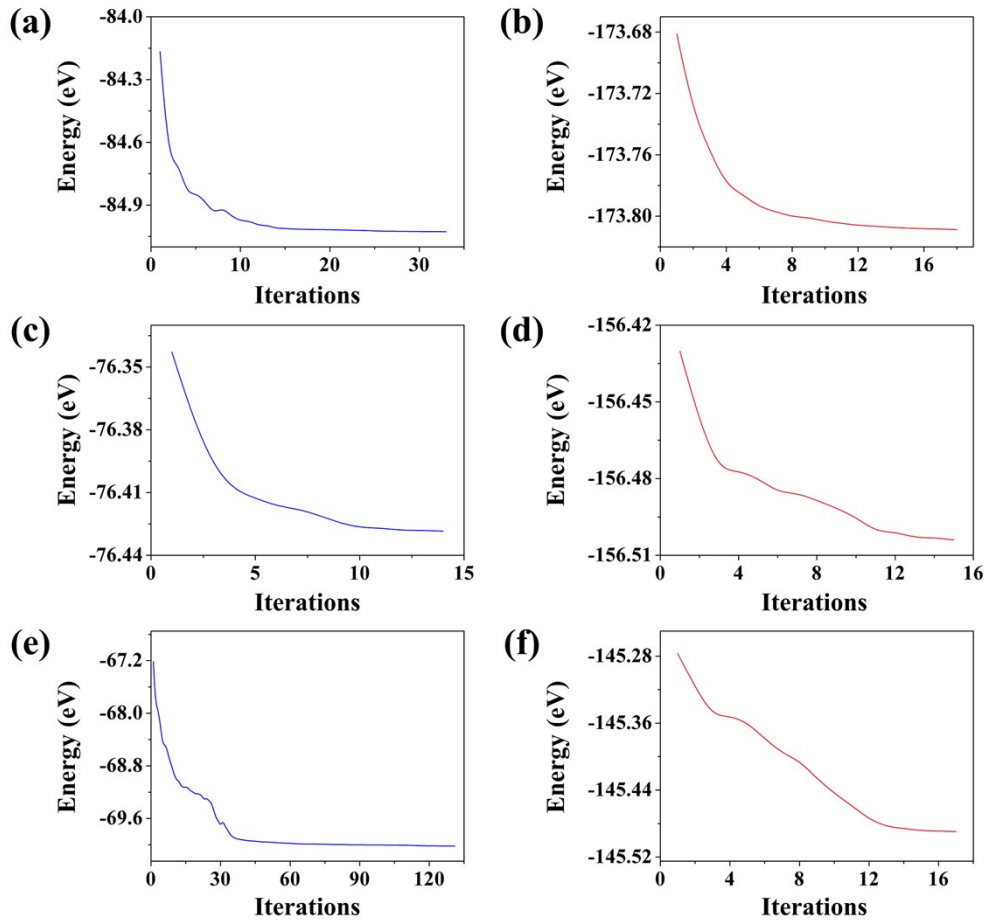 (a)
Energy (eV)
-84.0
-84.3
-84.6
-84.9
0 10 20 30
Iterations
(b)
Energy (eV)
-173.68
-173.72
-173.76
-173.80
0 4 8 12 16
Iterations
(c)
Energy (eV)
-76.35
-76.38
-76.41
-76.44
0 5 10 15
Iterations
(d)
Energy (eV)
-156.42
-156.45
-156.48
-156.51
0 4 8 12 16
Iterations
(e)
Energy (eV)
-67.2
-68.0
-68.8
-69.6
0 30 60 90 120
Iterations
(f)
Energy (eV)
-145.28
-145.36
-145.44
-145.52
0 4 8 12 16
Iterations